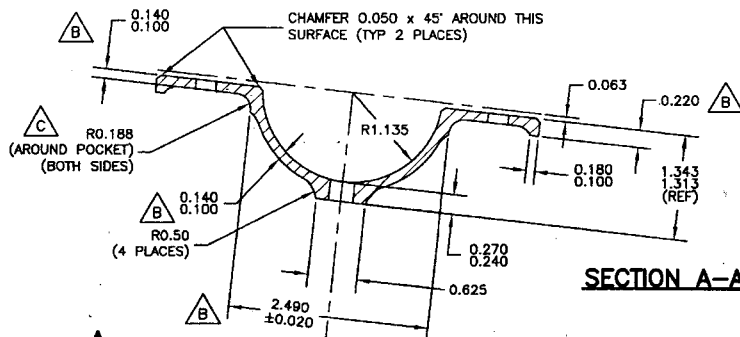 B
0.140
0.100
CHAMFER 0.050 x 45° AROUND THIS
SURFACE (TYP 2 PLACES)
0.063
0.220
B
C
R0.188
(AROUND POCKET)
(BOTH SIDES)
R1.135
0.180
0.100
1.343
1.313
(REF)
B
0.140
0.100
R0.50
(4 PLACES)
0.270
0.240
0.625
SECTION A-A
B
2.490
±0.020